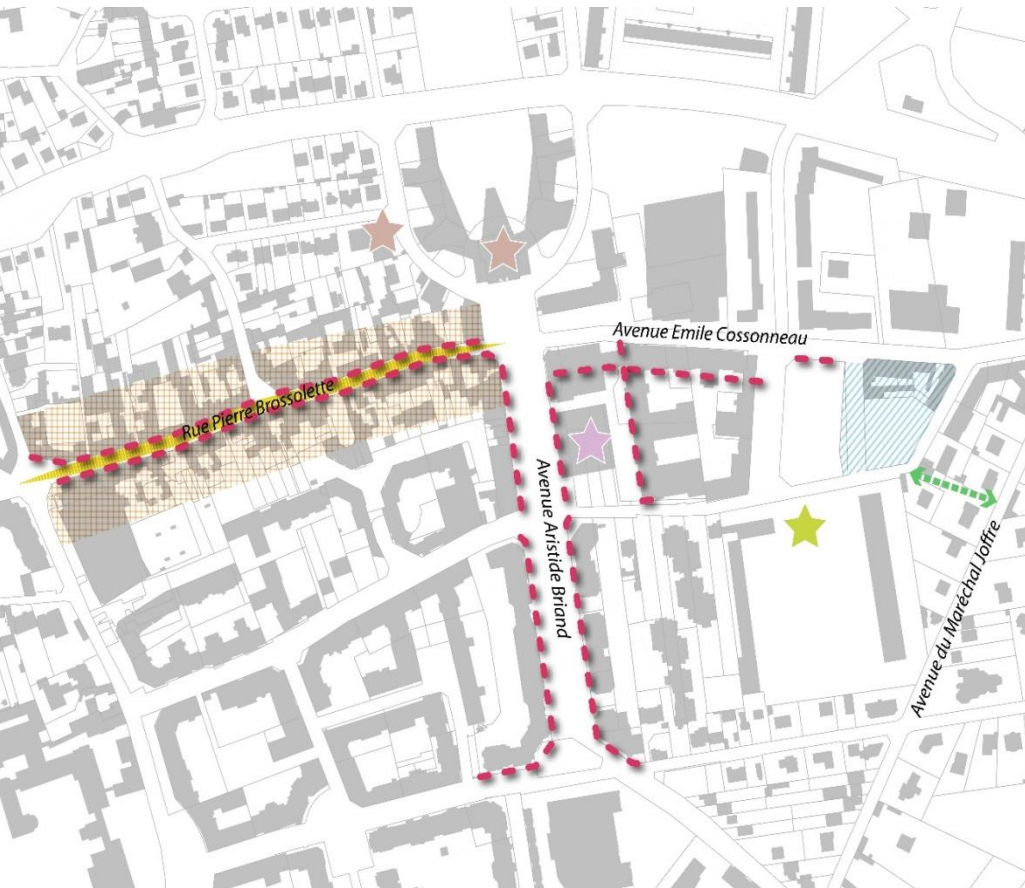 Avenue Emile Cossonneau
Rue Pierre Brossolette
Avenue Aristide Briand
Avenue du Maréchal Joffre